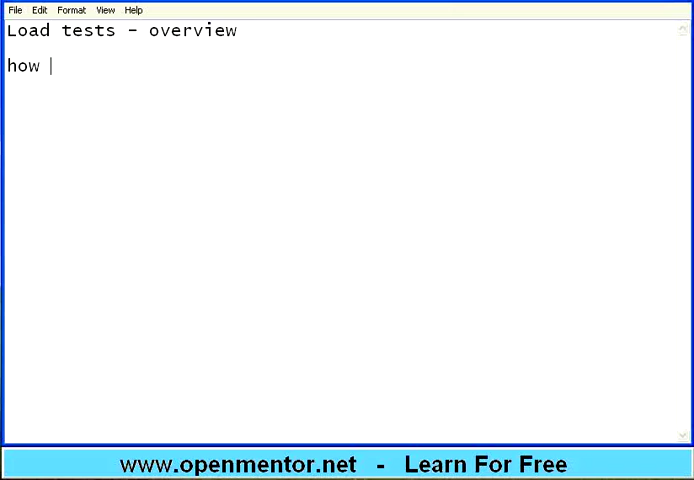 File Edit Format View Help
Load tests - overview
how
www.openmentor.net - Learn For Free